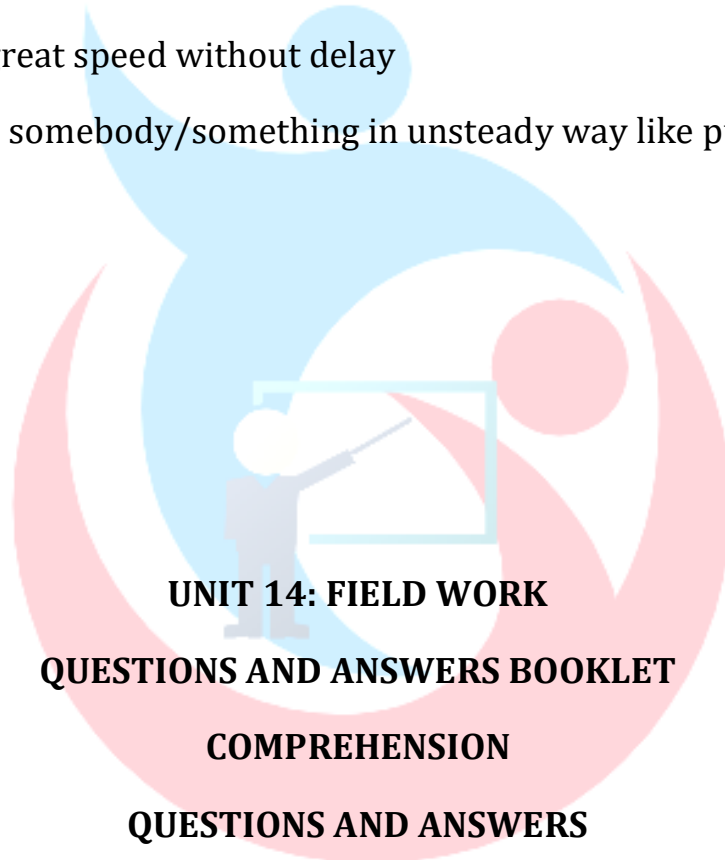 great speed without delay
somebody/something in unsteady way like
UNIT 14: FIELD WORK
QUESTIONS AND ANSWERS BOOKLET
COMPREHENSION
QUESTIONS AND ANSWERS